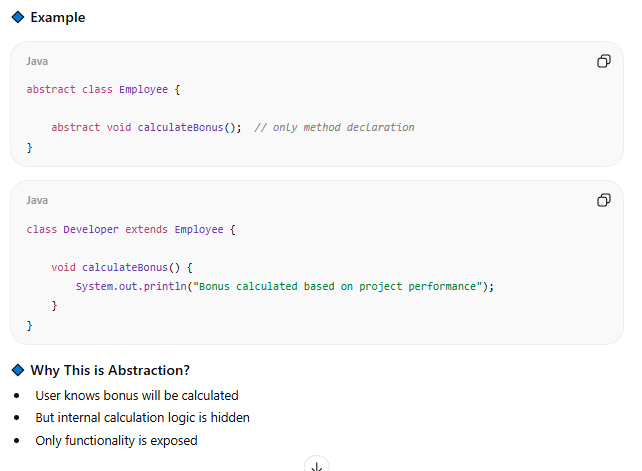 Example
Java
abstract class Employee {
abstract void calculateBonus();  // only method declaration
}
Java
class Developer extends Employee {
void calculateBonus() {
System.out.println("Bonus calculated based on project performance");
}
}
Why This is Abstraction?
• User knows bonus will be calculated
• But internal calculation logic is hidden
• Only functionality is exposed